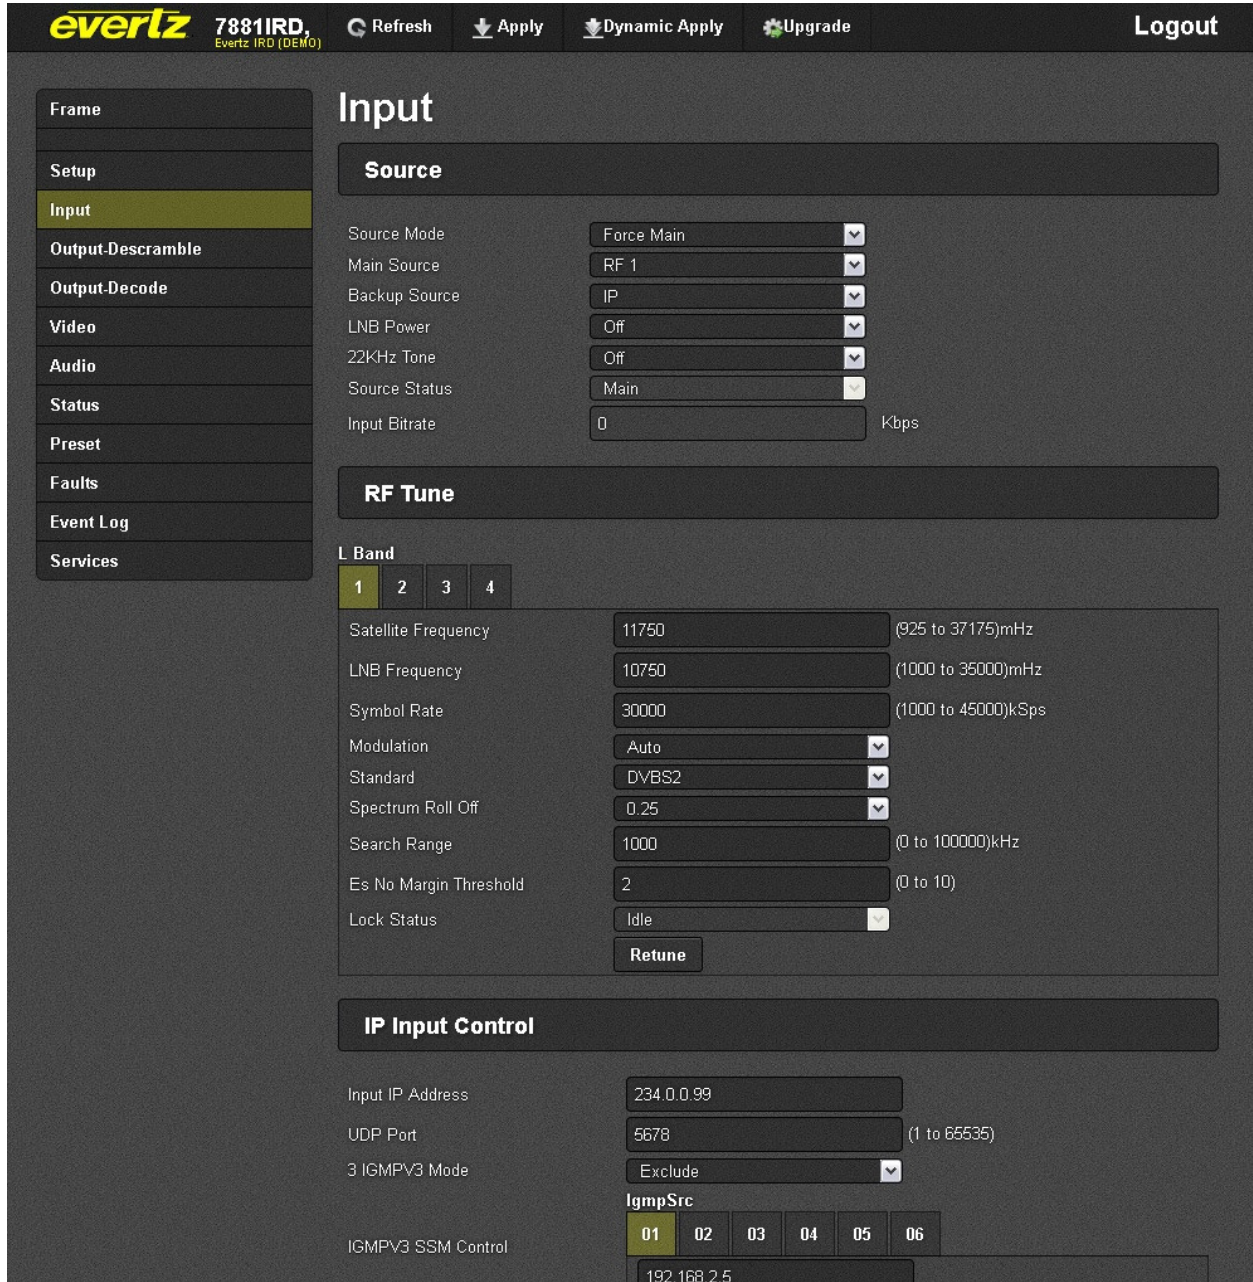 evertz 7881IRD, Refresh Apply Dynamic Apply Upgrade Logout
Evertz IRD (DEMO)
Frame
Setup
Input
Output-Descramble
Output-Decode
Video
Audio
Status
Preset
Faults
Event Log
Services
Input
Source
Source Mode Force Main
Main Source RF 1
Backup Source IP
LNB Power Off
22KHz Tone Off
Source Status Main
Input Bitrate 0 Kbps
RF Tune
L Band
1 2 3 4
Satellite Frequency 11750 (925 to 37175)mHz
LNB Frequency 10750 (1000 to 35000)mHz
Symbol Rate 30000 (1000 to 45000)kSps
Modulation Auto
Standard DVBS2
Spectrum Roll Off 0.25
Search Range 1000 (0 to 100000)kHz
Es No Margin Threshold 2 (0 to 10)
Lock Status Idle
Retune
IP Input Control
Input IP Address 234.0.0.99
UDP Port 5678 (1 to 65535)
3 IGMPV3 Mode Exclude
IgmpSrc
01 02 03 04 05 06
IGMPV3 SSM Control
192.168.2.5